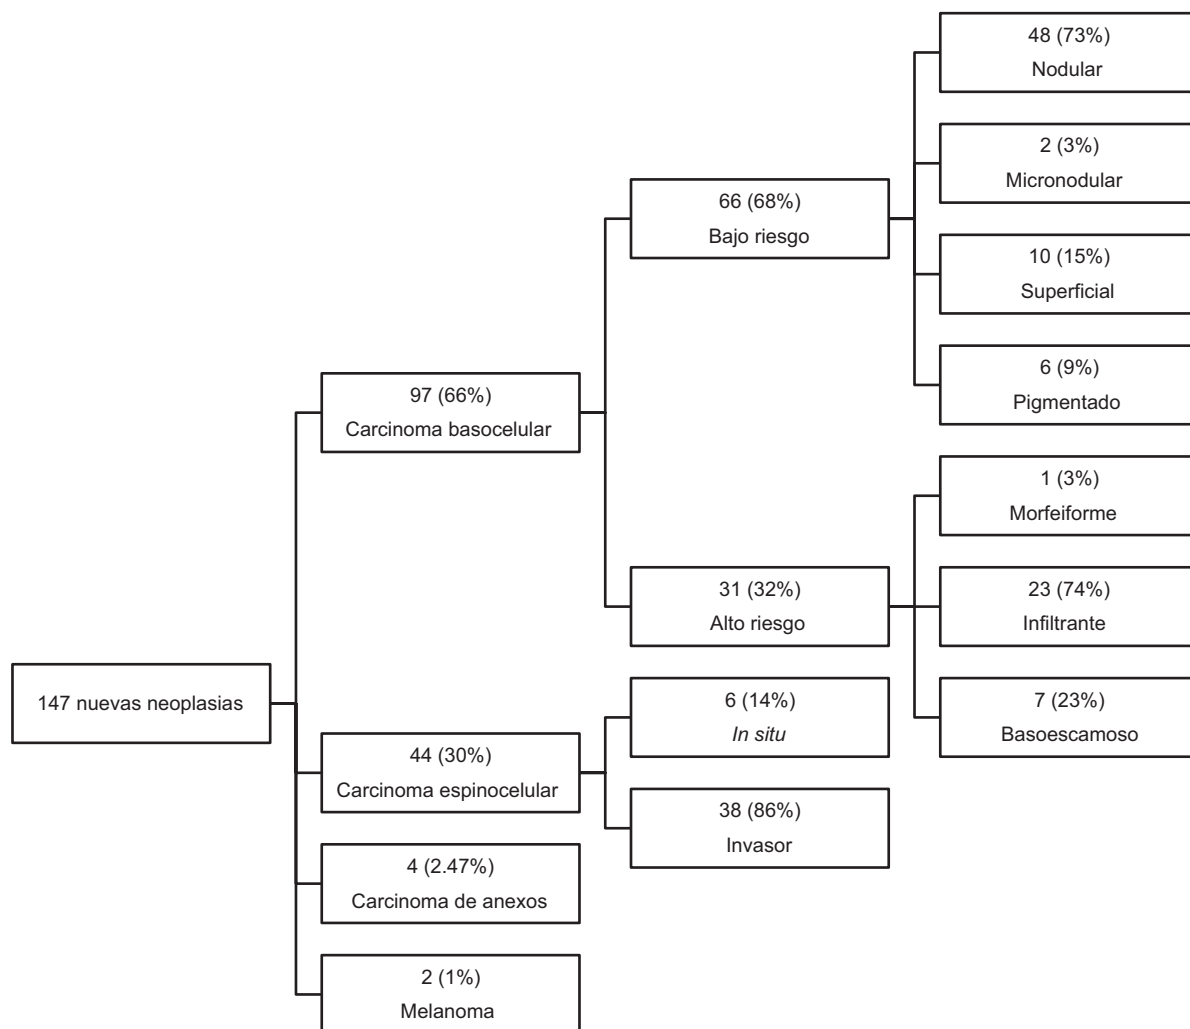 147 nuevas neoplasias
97 (66%)
Carcinoma basocelular
66 (68%)
Bajo riesgo
48 (73%)
Nodular
2 (3%)
Micronodular
10 (15%)
Superficial
6 (9%)
Pigmentado
31 (32%)
Alto riesgo
1 (3%)
Morfeiforme
23 (74%)
Infiltrante
7 (23%)
Basoescamoso
44 (30%)
Carcinoma espinocelular
6 (14%)
In situ
38 (86%)
Invasor
4 (2.47%)
Carcinoma de anexos
2 (1%)
Melanoma